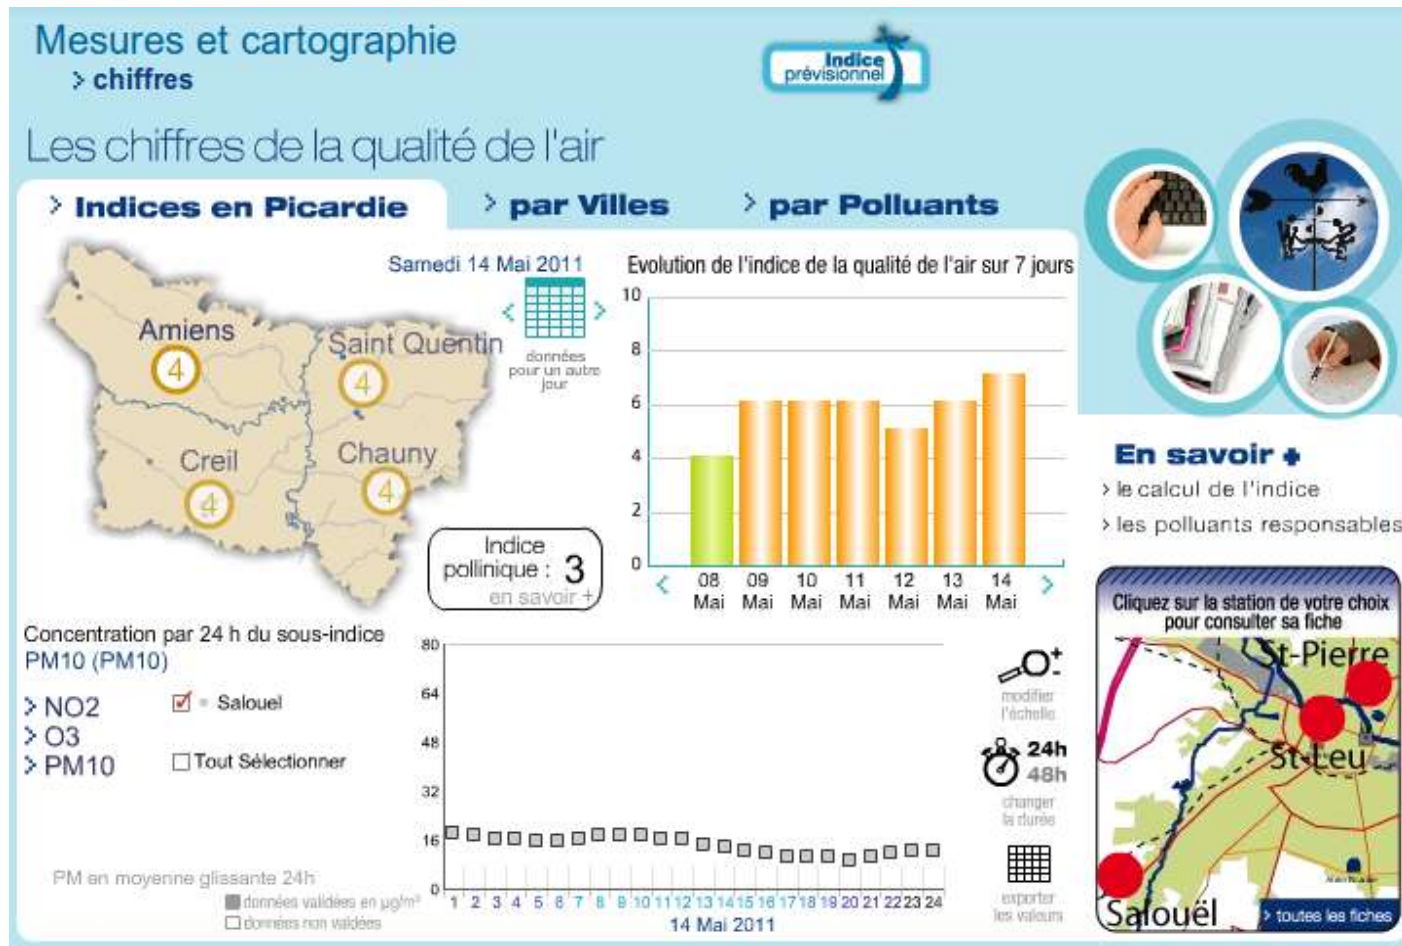 Mesures et cartographie
> chiffres
Indice
prévisionnel
Les chiffres de la qualité de l'air
> Indices en Picardie
> par Villes
> par Polluants
Samedi 14 Mai 2011
données
pour un autre
jour
Amiens
4
Saint Quentin
4
Creil
4
Chauny
4
Indice
pollinique : 3
en savoir +
Evolution de l'indice de la qualité de l'air sur 7 jours
10
8
6
4
2
0
08 09 10 11 12 13 14
Mai Mai Mai Mai Mai Mai Mai
En savoir +
> le calcul de l'indice
> les polluants responsables
Concentration par 24 h du sous-indice
PM10 (PM10)
> NO2
> O3
> PM10
Salouel
Tout Sélectionner
PM en moyenne glissante 24h
données validées en µg/m³
données non validées
80
64
48
32
16
0
1 2 3 4 5 6 7 8 9 10 11 12 13 14 15 16 17 18 19 20 21 22 23 24
14 Mai 2011
modifier
l'échelle
24h
48h
changer
la durée
exporter
les valeurs
Cliquez sur la station de votre choix
pour consulter sa fiche
St-Pierre
St-Leu
Salouël
> toutes les fiches